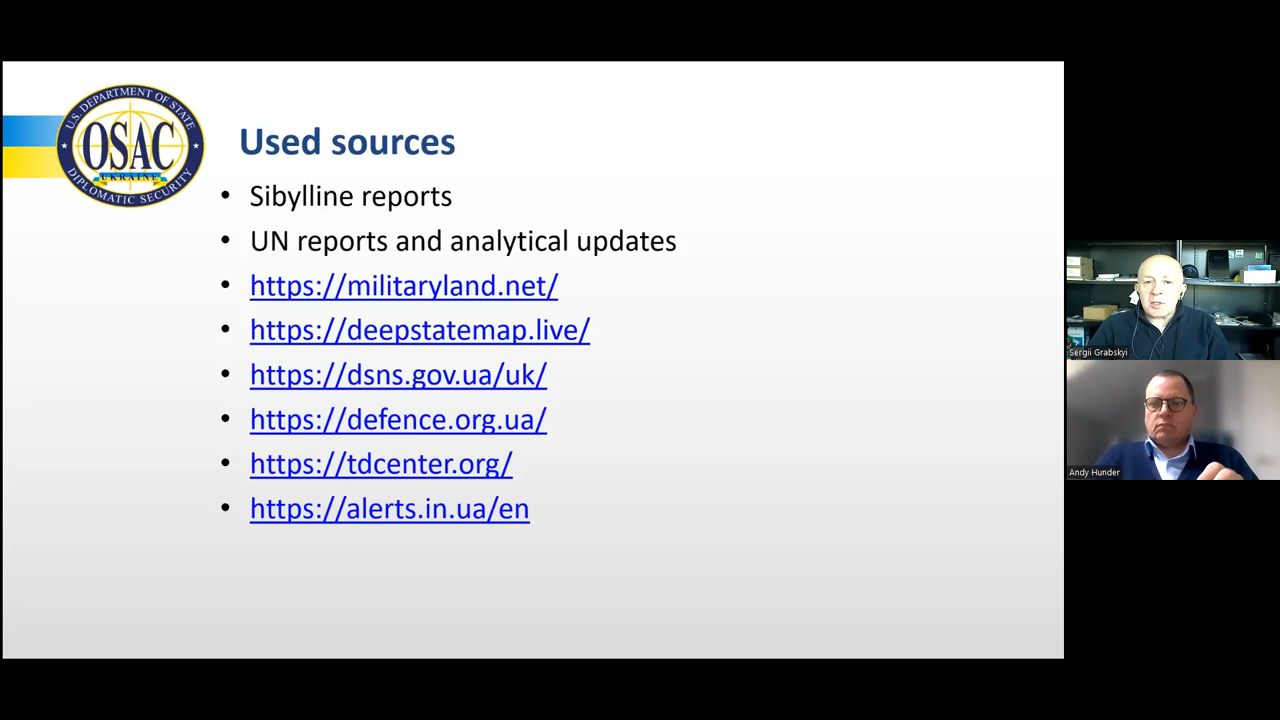 U.S. DEPARTMENT OF STATE
OSAC
UKRAINE
DIPLOMATIC SECURITY
Used sources
• Sibylline reports
• UN reports and analytical updates
• https://militaryland.net/
• https://deepstatemap.live/
• https://dsns.gov.ua/uk/
• https://defence.org.ua/
• https://tdcenter.org/
• https://alerts.in.ua/en
Sergii Grabskyi
Andy Hunder